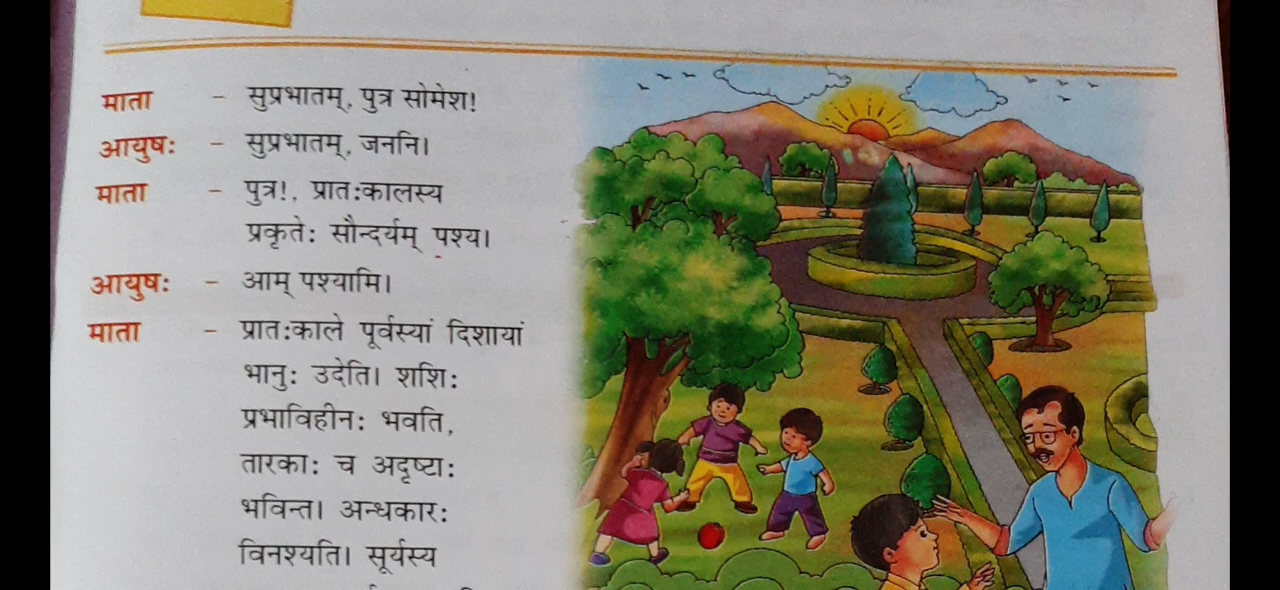 माता – सुप्रभातम्, पुत्र सोमेश!
आयुषः – सुप्रभातम्, जननि।
माता – पुत्र!, प्रातःकालस्य
प्रकृतेः सौन्दर्यम् पश्य।
आयुषः – आम् पश्यामि।
माता – प्रातःकाले पूर्वस्यां दिशायां
भानुः उदेति। शशिः
प्रभाविहीनः भवति,
तारकाः च अदृष्टाः
भविन्त। अन्धकारः
विनश्यति। सूर्यस्य